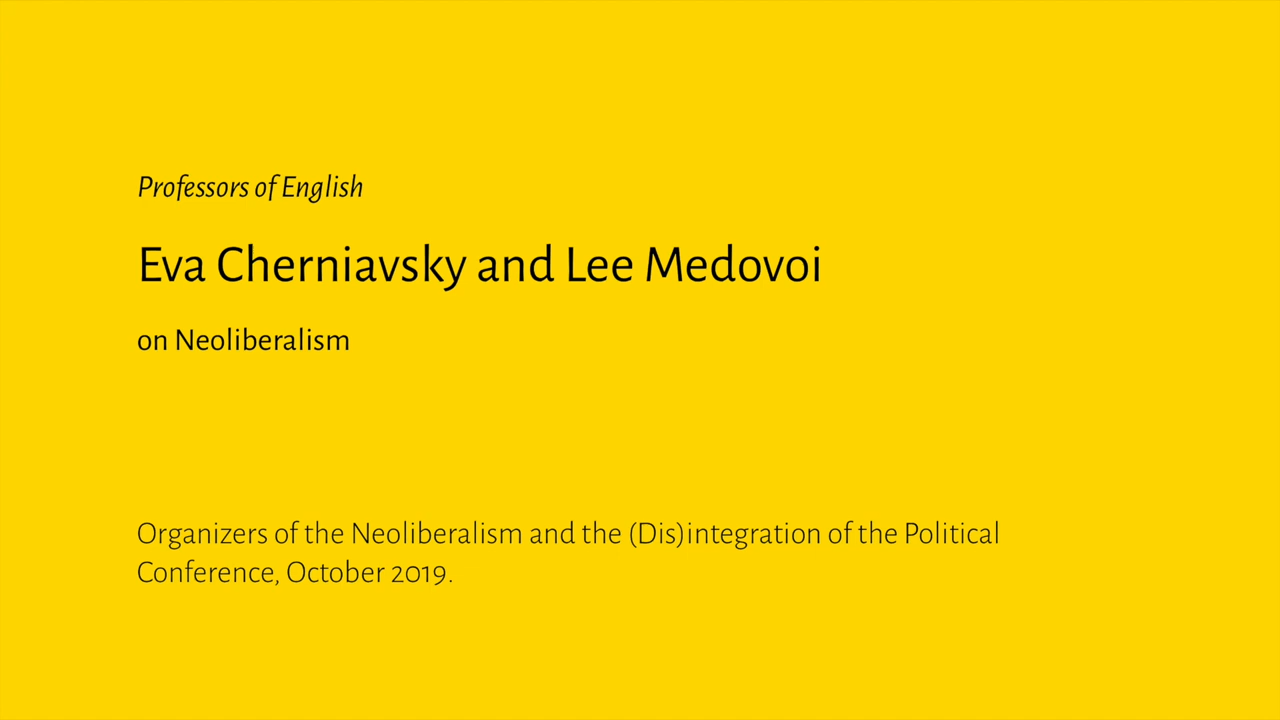 Professors of English
Eva Cherniavsky and Lee Medovoi
on Neoliberalism
Organizers of the Neoliberalism and the (Dis)integration of the Political
Conference, October 2019.